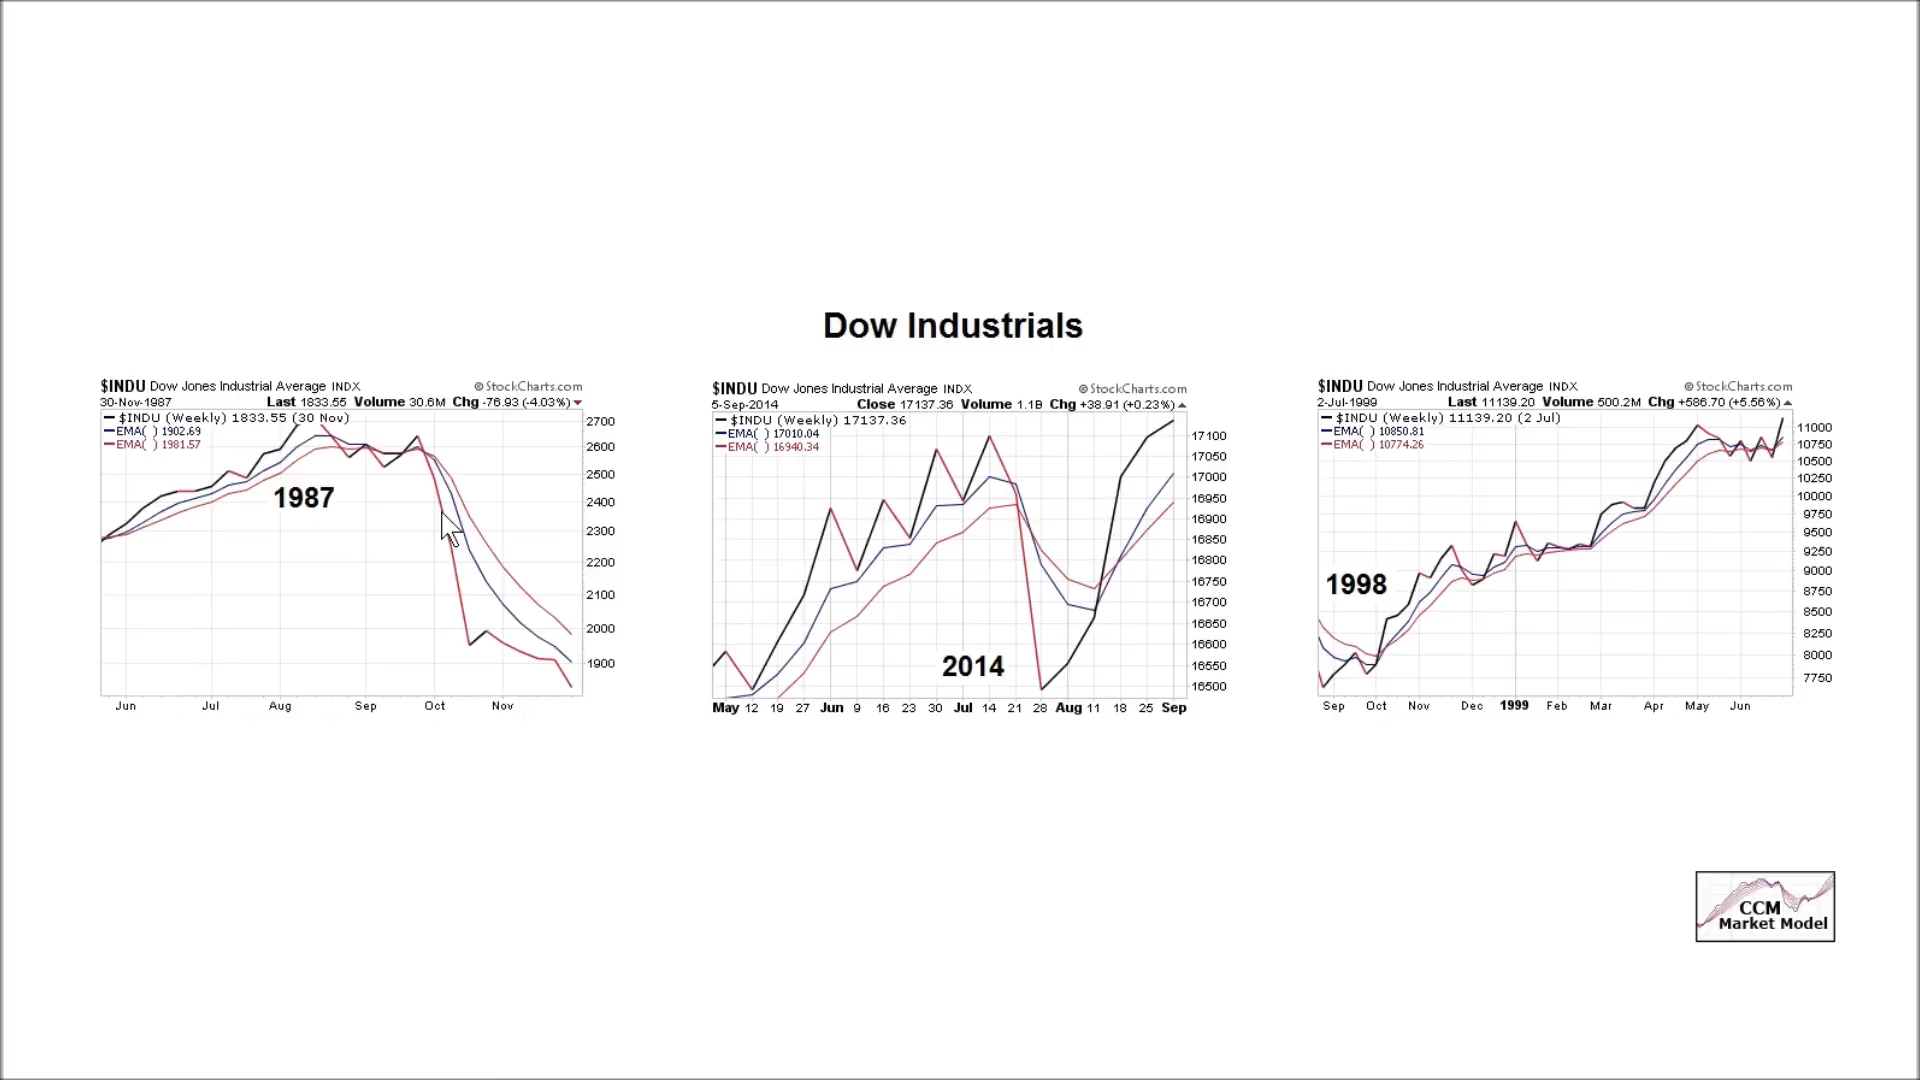 Dow Industrials
$INDU Dow Jones Industrial Average INDX © StockCharts.com
30-Nov-1987 Last 1833.55 Volume 30.6M Chg -76.93 (-4.03%)
$INDU (Weekly) 1833.55 (30 Nov)
EMA( ) 1902.69
EMA( ) 1981.57
2700
2600
2500
2400
2300
2200
2100
2000
1900
1987
Jun Jul Aug Sep Oct Nov
$INDU Dow Jones Industrial Average INDX © StockCharts.com
5-Sep-2014 Close 17137.36 Volume 1.1B Chg +38.91 (+0.23%)
$INDU (Weekly) 17137.36
EMA( ) 17010.04
EMA( ) 16940.34
17100
17050
17000
16950
16900
16850
16800
16750
16700
16650
16600
16550
16500
2014
May 12 19 27 Jun 9 16 23 30 Jul 14 21 28 Aug 11 18 25 Sep
$INDU Dow Jones Industrial Average INDX © StockCharts.com
2-Jul-1999 Last 11139.20 Volume 500.2M Chg +586.70 (+5.56%)
$INDU (Weekly) 11139.20 (2 Jul)
EMA( ) 10850.81
EMA( ) 10774.26
11000
10750
10500
10250
10000
9750
9500
9250
9000
8750
8500
8250
8000
7750
1998
Sep Oct Nov Dec 1999 Feb Mar Apr May Jun
CCM
Market Model